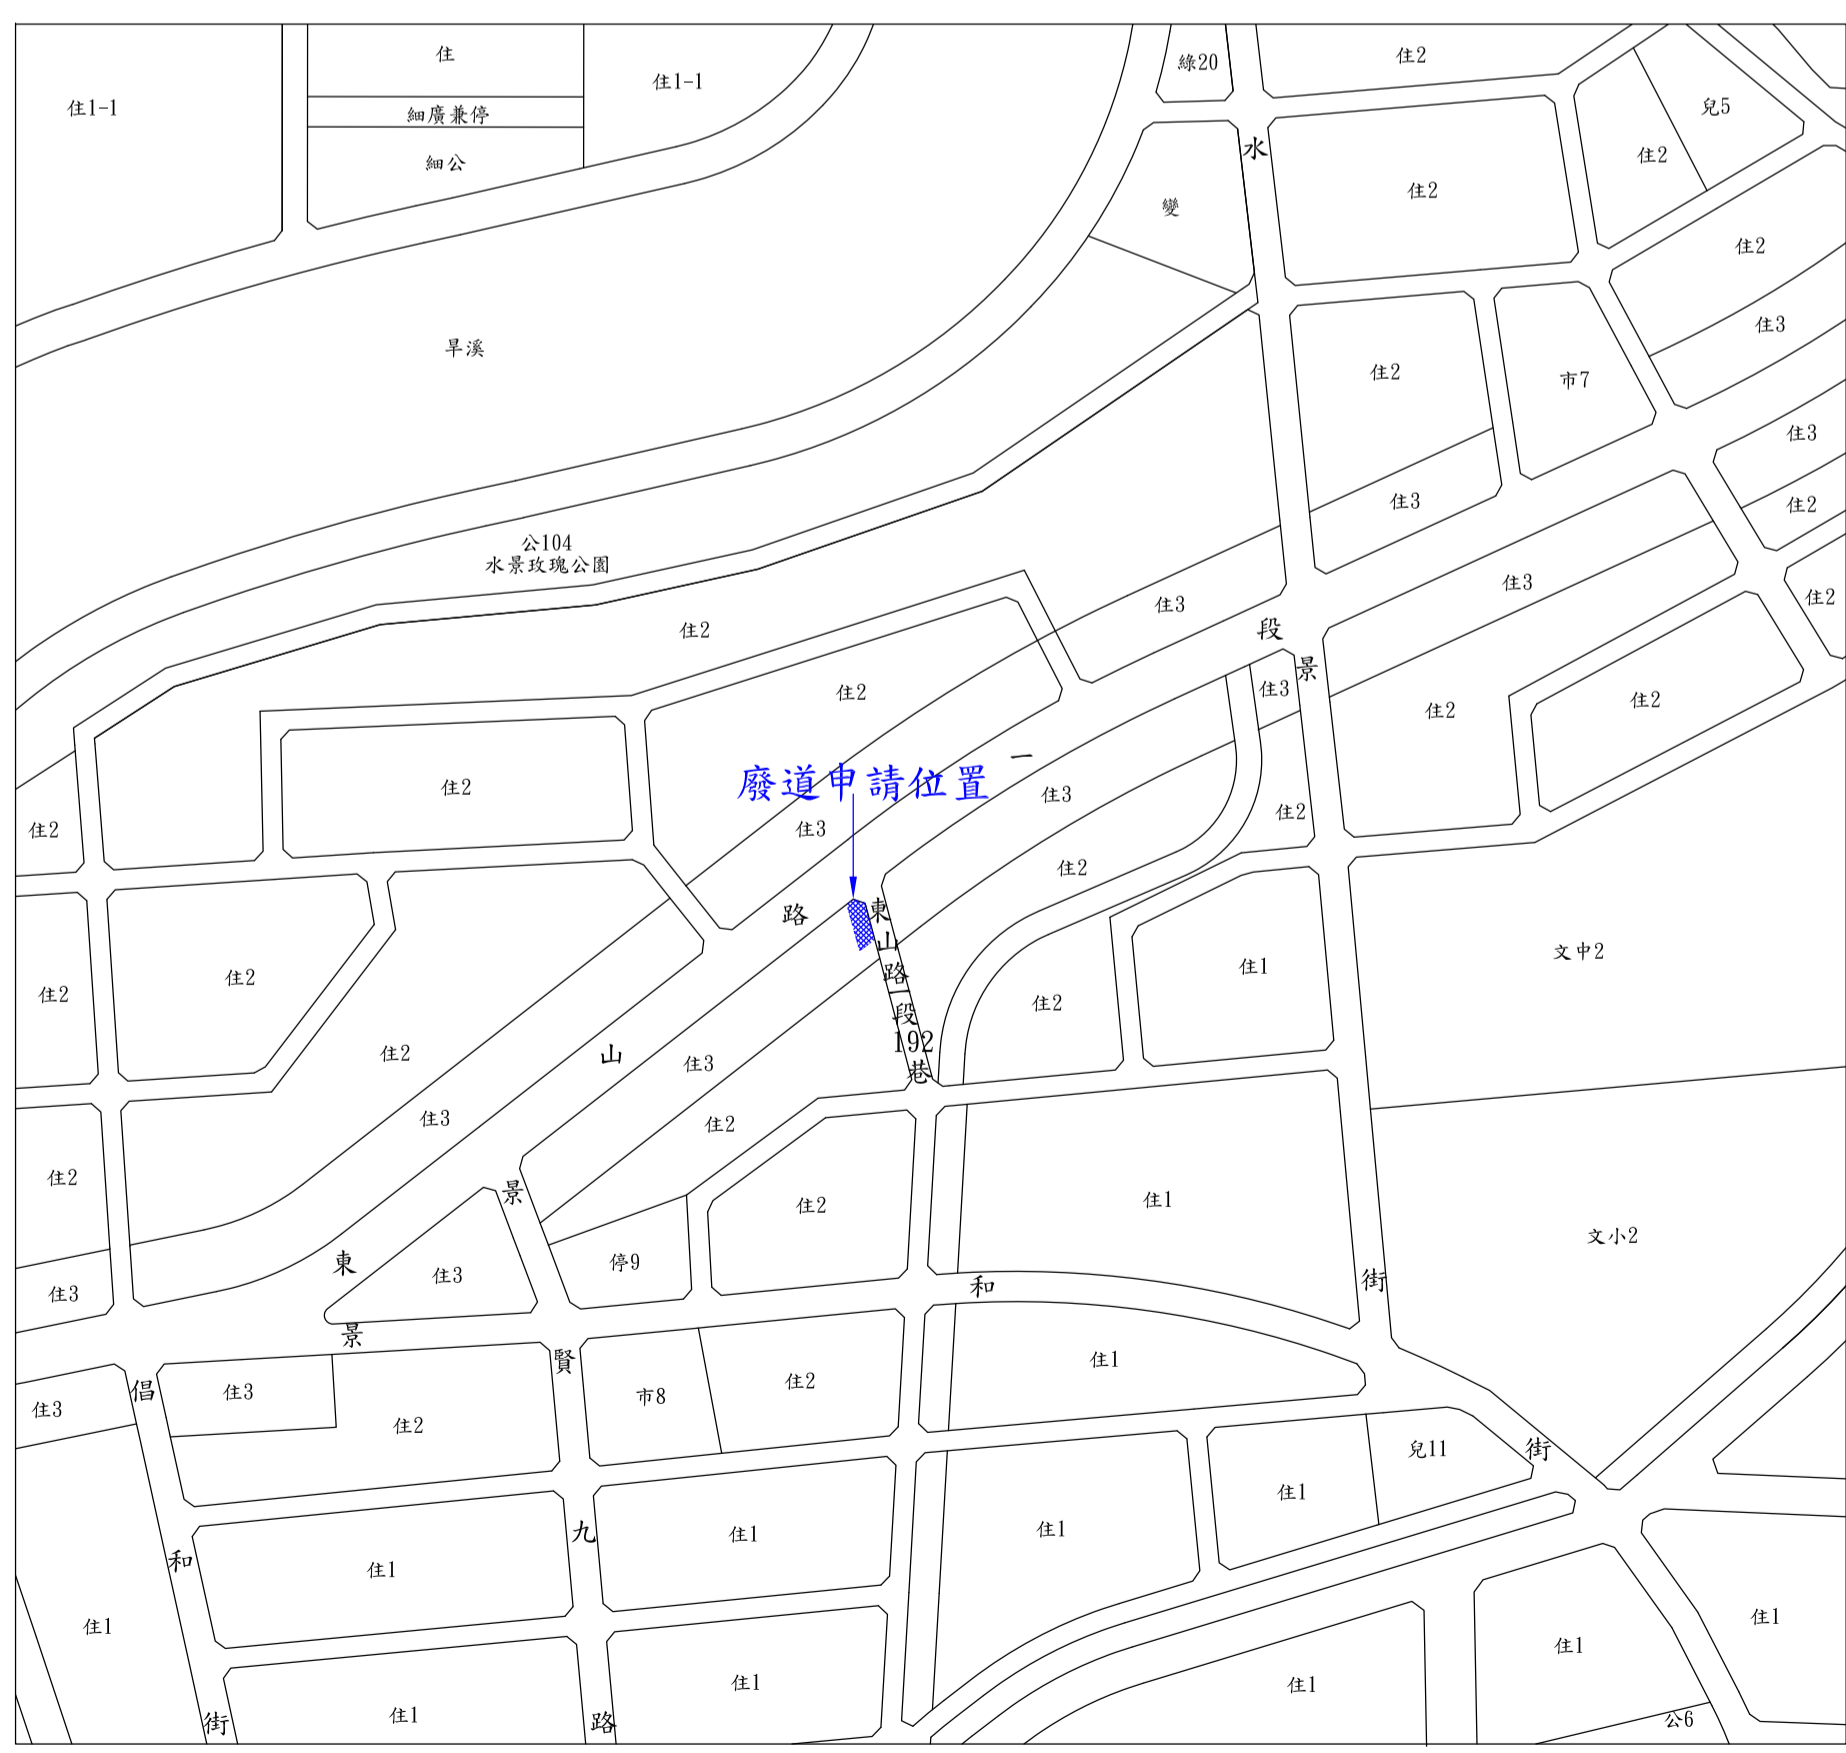 住
綠20
住2
住1-1
住1-1
兒5
細廣兼停
水
住2
細公
住2
變
住2
住3
旱溪
住2
市7
住3
住3
住2
公104
水景玫瑰公園
住3
住3
住2
段
住2
景
住3
住2
住2
住2
一
廢道申請位置
住2
住3
住2
住3
住2
住2
路
東
山
路
一
段
192
巷
住1
文中2
住2
住2
住2
住2
山
住3
住3
住2
住2
景
住2
住1
文小2
東
停9
住3
和
街
住3
景
賢
住1
倡
住3
市8
住2
住3
住2
兒11
街
住1
九
住1
住1
和
住1
住1
住1
住1
住1
住1
住1
公6
街
住1
路